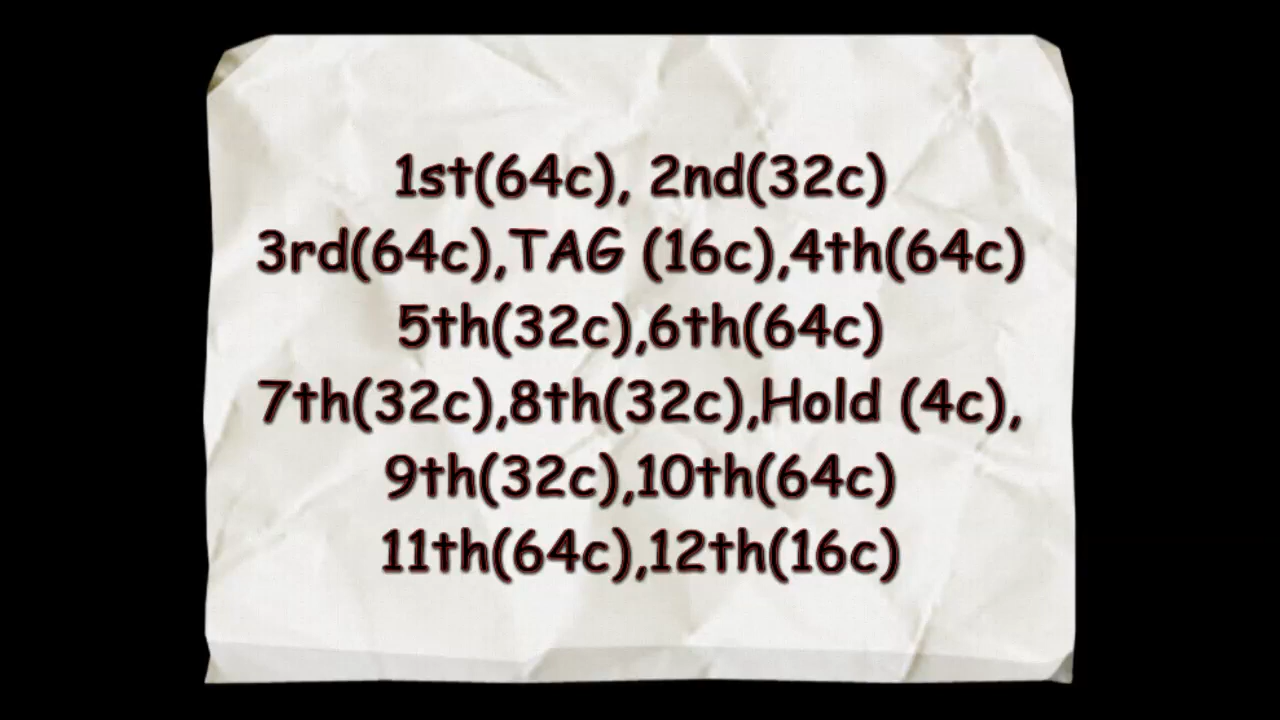 1st(64c), 2nd(32c)
3rd(64c),TAG (16c),4th(64c)
5th(32c),6th(64c)
7th(32c),8th(32c),Hold (4c),
9th(32c),10th(64c)
11th(64c),12th(16c)